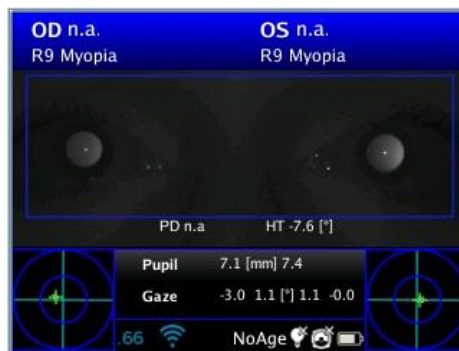 OD n.a. OS n.a.
R9 Myopia R9 Myopia
PD n.a HT -7.6 [°]
Pupil 7.1 [mm] 7.4
Gaze -3.0 1.1 [°] 1.1 -0.0
.66 NoAge